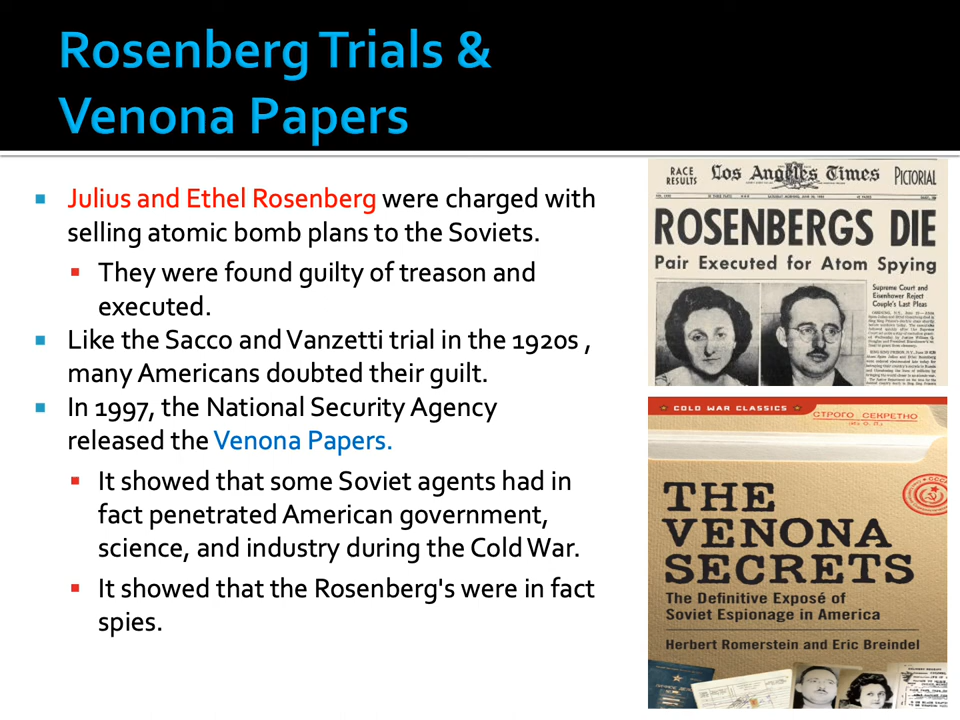 Rosenberg Trials &
Venona Papers
Julius and Ethel Rosenberg were charged with
selling atomic bomb plans to the Soviets.
They were found guilty of treason and
executed.
Like the Sacco and Vanzetti trial in the 1920s ,
many Americans doubted their guilt.
In 1997, the National Security Agency
released the Venona Papers.
It showed that some Soviet agents had in
fact penetrated American government,
science, and industry during the Cold War.
It showed that the Rosenberg's were in fact
spies.
RACE
RESULTS
Los Angeles Times
PICTORIAL
ROSENBERGS DIE
Pair Executed for Atom Spying
Supreme Court and
Eisenhower Reject
Couple's Last Pleas
COLD WAR CLASSICS
СТРОГО СЕКРЕТНО
THE
VENONA
SECRETS
The Definitive Exposé of
Soviet Espionage in America
Herbert Romerstein and Eric Breindel